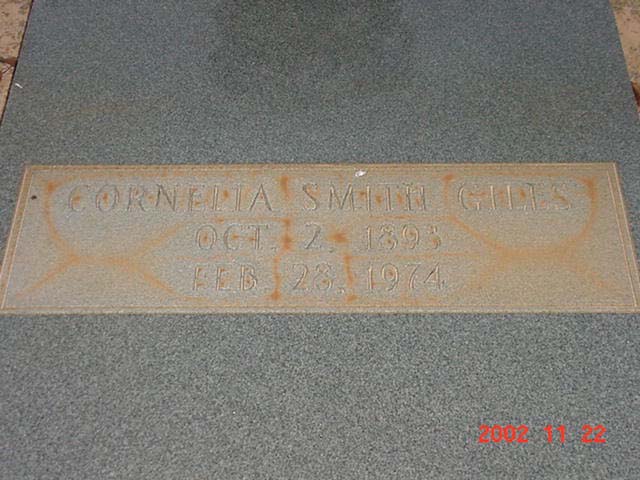 CORNELIA SMITH GILES
OCT. 2, 1893
FEB. 28, 1974
2002 11 22